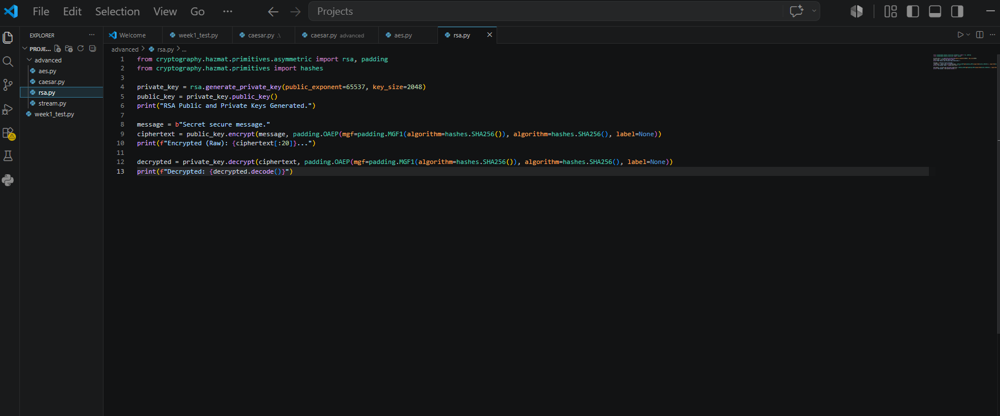 File Edit Selection View Go ··· Projects
EXPLORER ···
PROJE...
advanced
aes.py
caesar.py
rsa.py
stream.py
week1_test.py
Welcome week1_test.py caesar.py .\ caesar.py advanced aes.py rsa.py
advanced > rsa.py > ...
1 from cryptography.hazmat.primitives.asymmetric import rsa, padding
2 from cryptography.hazmat.primitives import hashes
3
4 private_key = rsa.generate_private_key(public_exponent=65537, key_size=2048)
5 public_key = private_key.public_key()
6 print("RSA Public and Private Keys Generated.")
7
8 message = b"Secret secure message."
9 ciphertext = public_key.encrypt(message, padding.OAEP(mgf=padding.MGF1(algorithm=hashes.SHA256()), algorithm=hashes.SHA256(), label=None))
10 print(f"Encrypted (Raw): {ciphertext[:20]}...")
11
12 decrypted = private_key.decrypt(ciphertext, padding.OAEP(mgf=padding.MGF1(algorithm=hashes.SHA256()), algorithm=hashes.SHA256(), label=None))
13 print(f"Decrypted: {decrypted.decode()}")